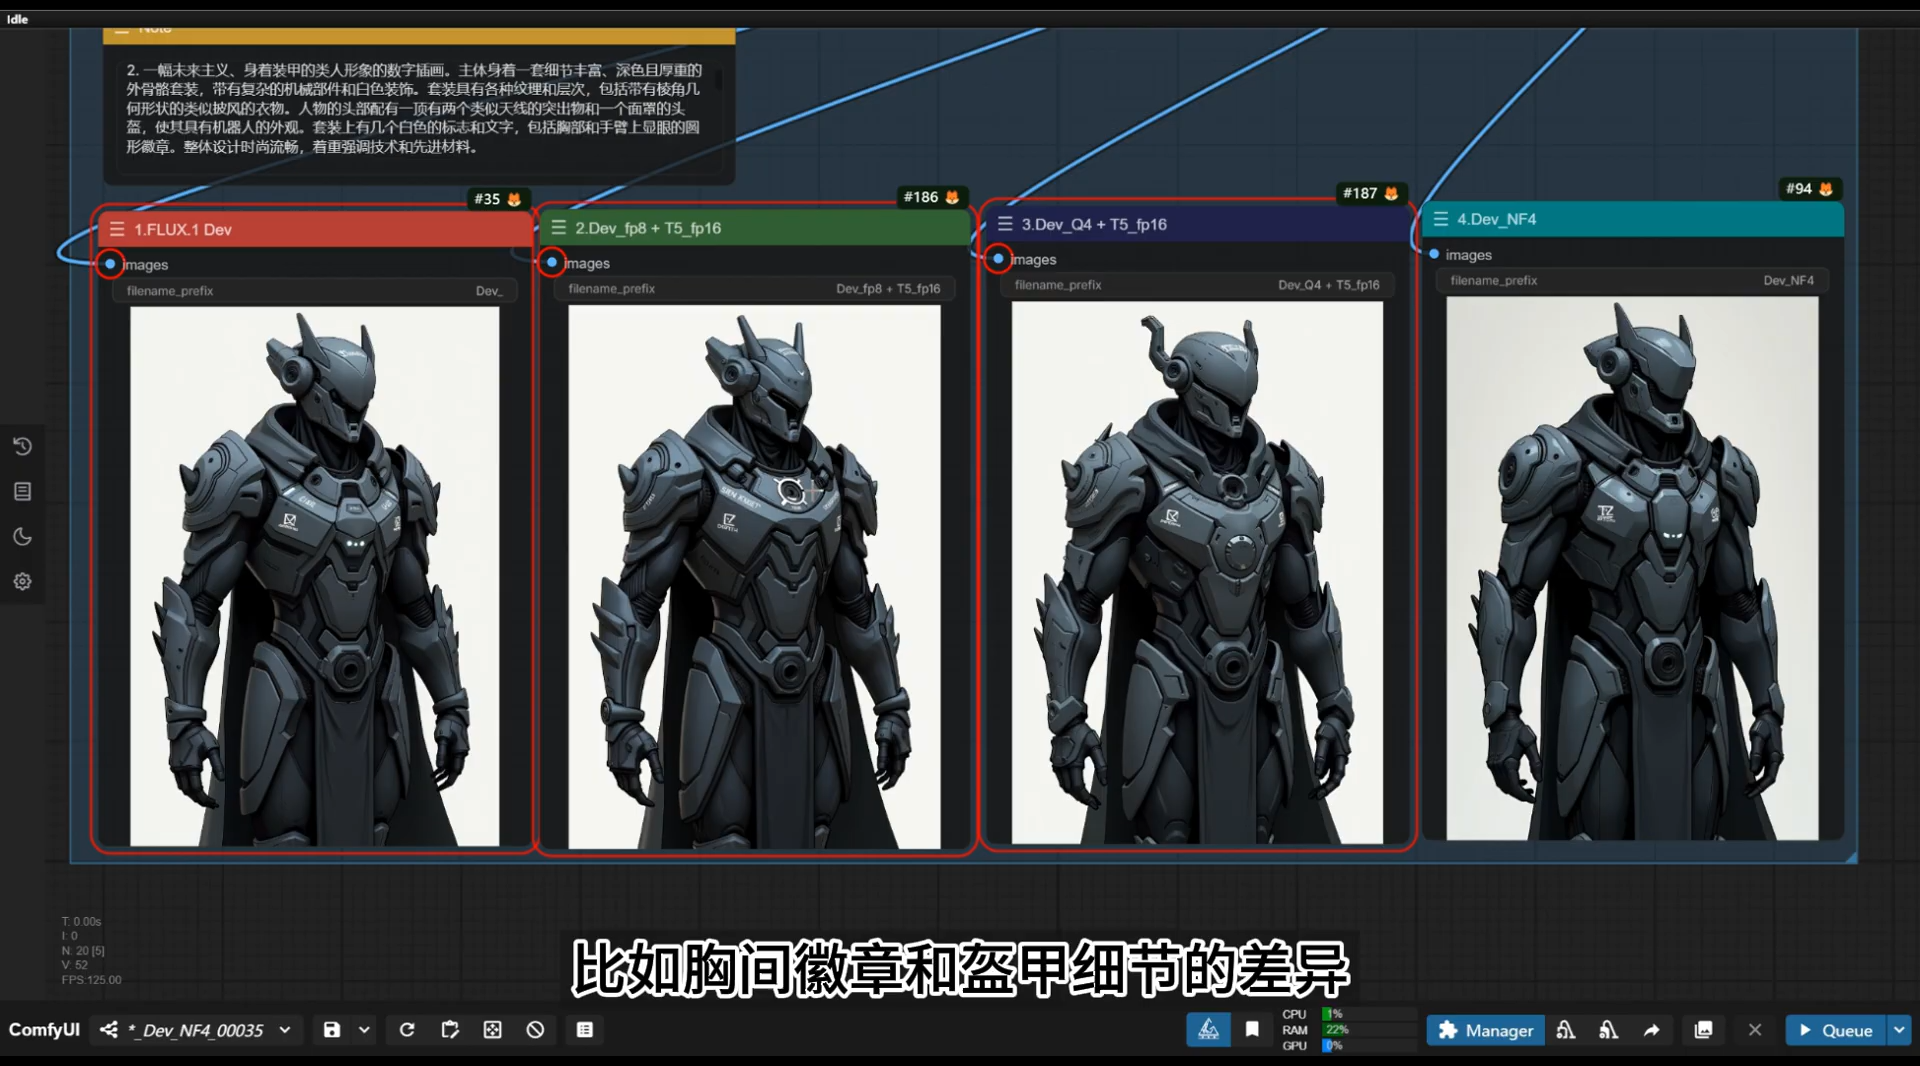 Idle
Note
2. 一幅未来主义、身着装甲的类人形象的数字插画。主体身着一套细节丰富、深色且厚重的
外骨骼套装，带有复杂的机械部件和白色装饰。套装具有各种纹理和层次，包括带有棱角几
何形状的类似披风的衣物。人物的头部配有一顶有两个类似天线的突出物和一个面罩的头
盔，使其具有机器人的外观。套装上有几个白色的标志和文字，包括胸部和手臂上显眼的圆
形徽章。整体设计时尚流畅，着重强调技术和先进材料。
#35
#186
#187
#94
1.FLUX.1 Dev
2.Dev_fp8 + T5_fp16
3.Dev_Q4 + T5_fp16
4.Dev_NF4
images
images
images
images
filename_prefix Dev_
filename_prefix Dev_fp8 + T5_fp16
filename_prefix Dev_Q4 + T5_fp16
filename_prefix Dev_NF4
T: 0.00s
I: 0
N: 20 [5]
V: 52
FPS:125.00
比如胸间徽章和盔甲细节的差异
ComfyUI
* _Dev_NF4_00035
CPU 1%
RAM 22%
GPU 0%
Manager
Queue